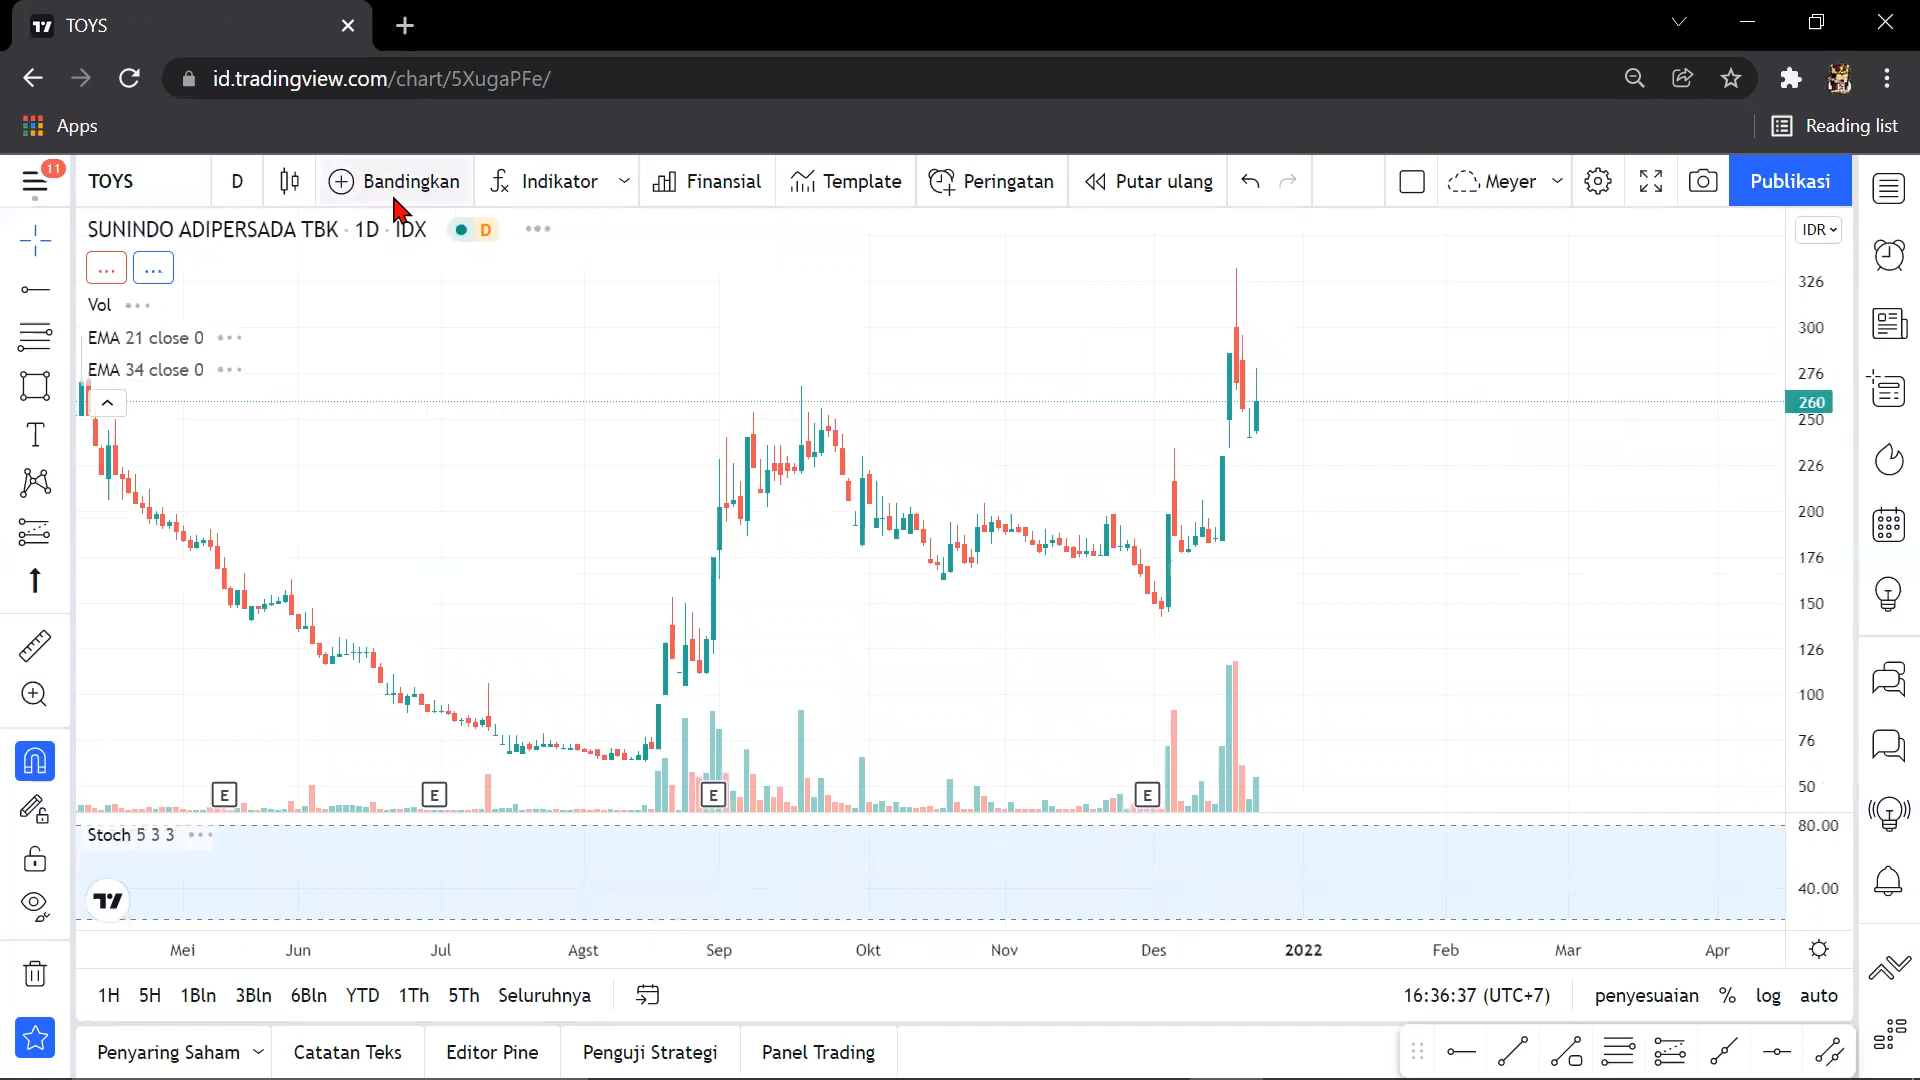 TOYS
id.tradingview.com/chart/5XugaPFe/
Apps
Reading list
11
TOYS
D
Bandingkan
Indikator
Finansial
Template
Peringatan
Putar ulang
Meyer
Publikasi
SUNINDO ADIPERSADA TBK · 1D · IDX
D
IDR
Vol
EMA 21 close 0
EMA 34 close 0
326
300
276
260
250
226
200
176
150
126
100
76
50
E
E
E
E
Stoch 5 3 3
80.00
40.00
Mei
Jun
Jul
Agst
Sep
Okt
Nov
Des
2022
Feb
Mar
Apr
1H
5H
1Bln
3Bln
6Bln
YTD
1Th
5Th
Seluruhnya
16:36:37 (UTC+7)
penyesuaian
%
log
auto
Penyaring Saham
Catatan Teks
Editor Pine
Penguji Strategi
Panel Trading